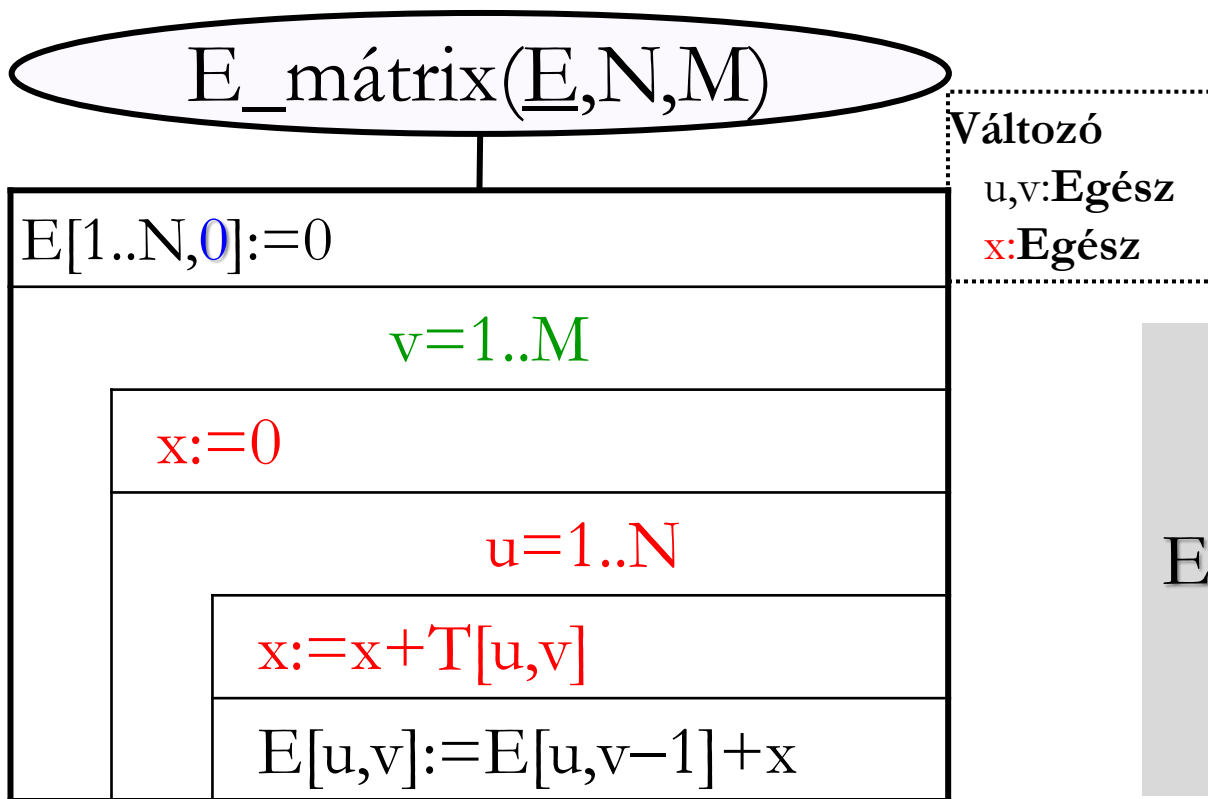 E_mátrix(E,N,M)
Változó
u,v:Egész
x:Egész
E[1..N,0]:=0
v=1..M
x:=0
u=1..N
x:=x+T[u,v]
E[u,v]:=E[u,v–1]+x
E